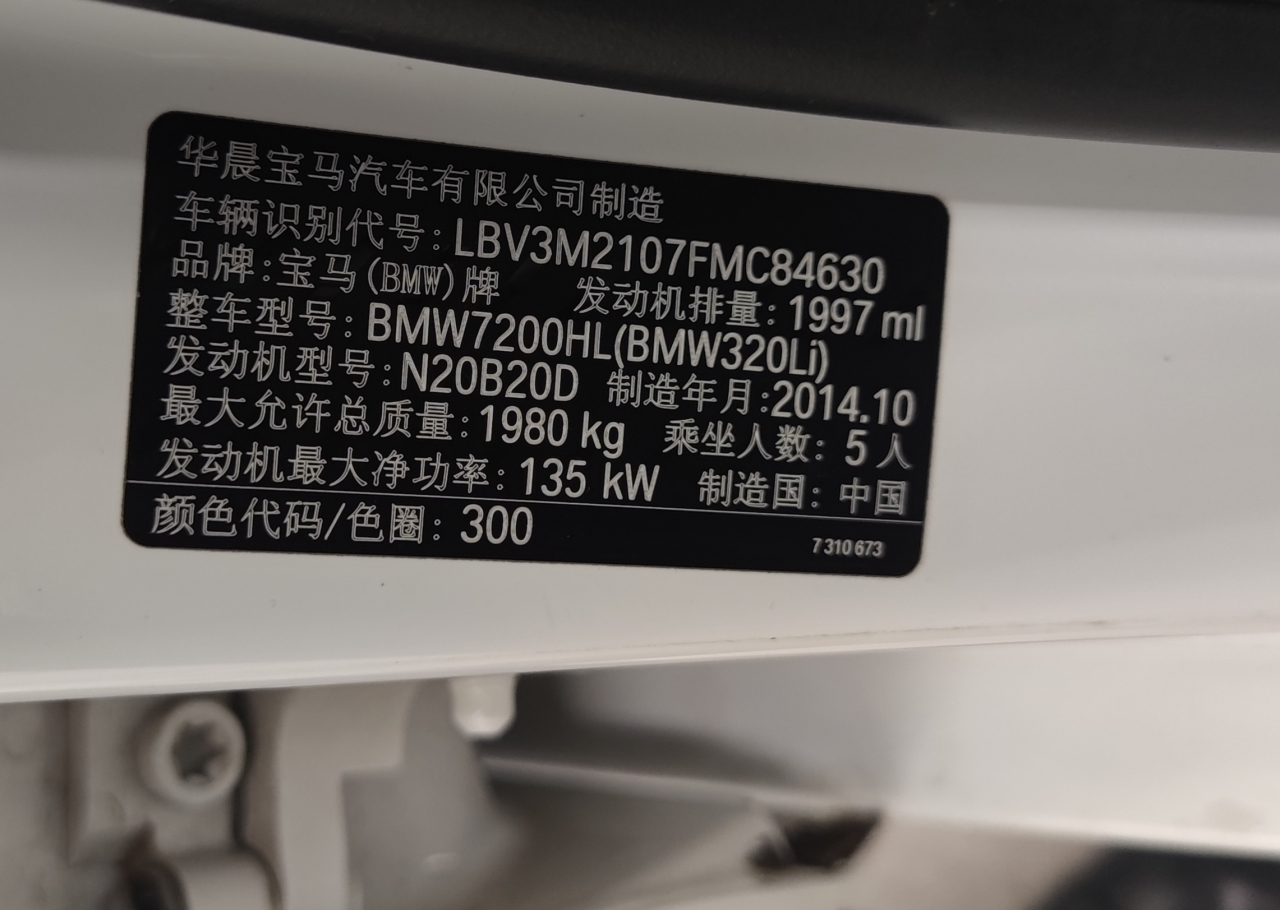 华晨宝马汽车有限公司制造
车辆识别代号：LBV3M2107FMC84630
品牌：宝马(BMW)牌 发动机排量：1997 ml
整车型号：BMW7200HL(BMW320Li)
发动机型号：N20B20D 制造年月：2014.10
最大允许总质量：1980 kg 乘坐人数：5人
发动机最大净功率：135 kW 制造国：中国
颜色代码/色圈：300
7 310 673